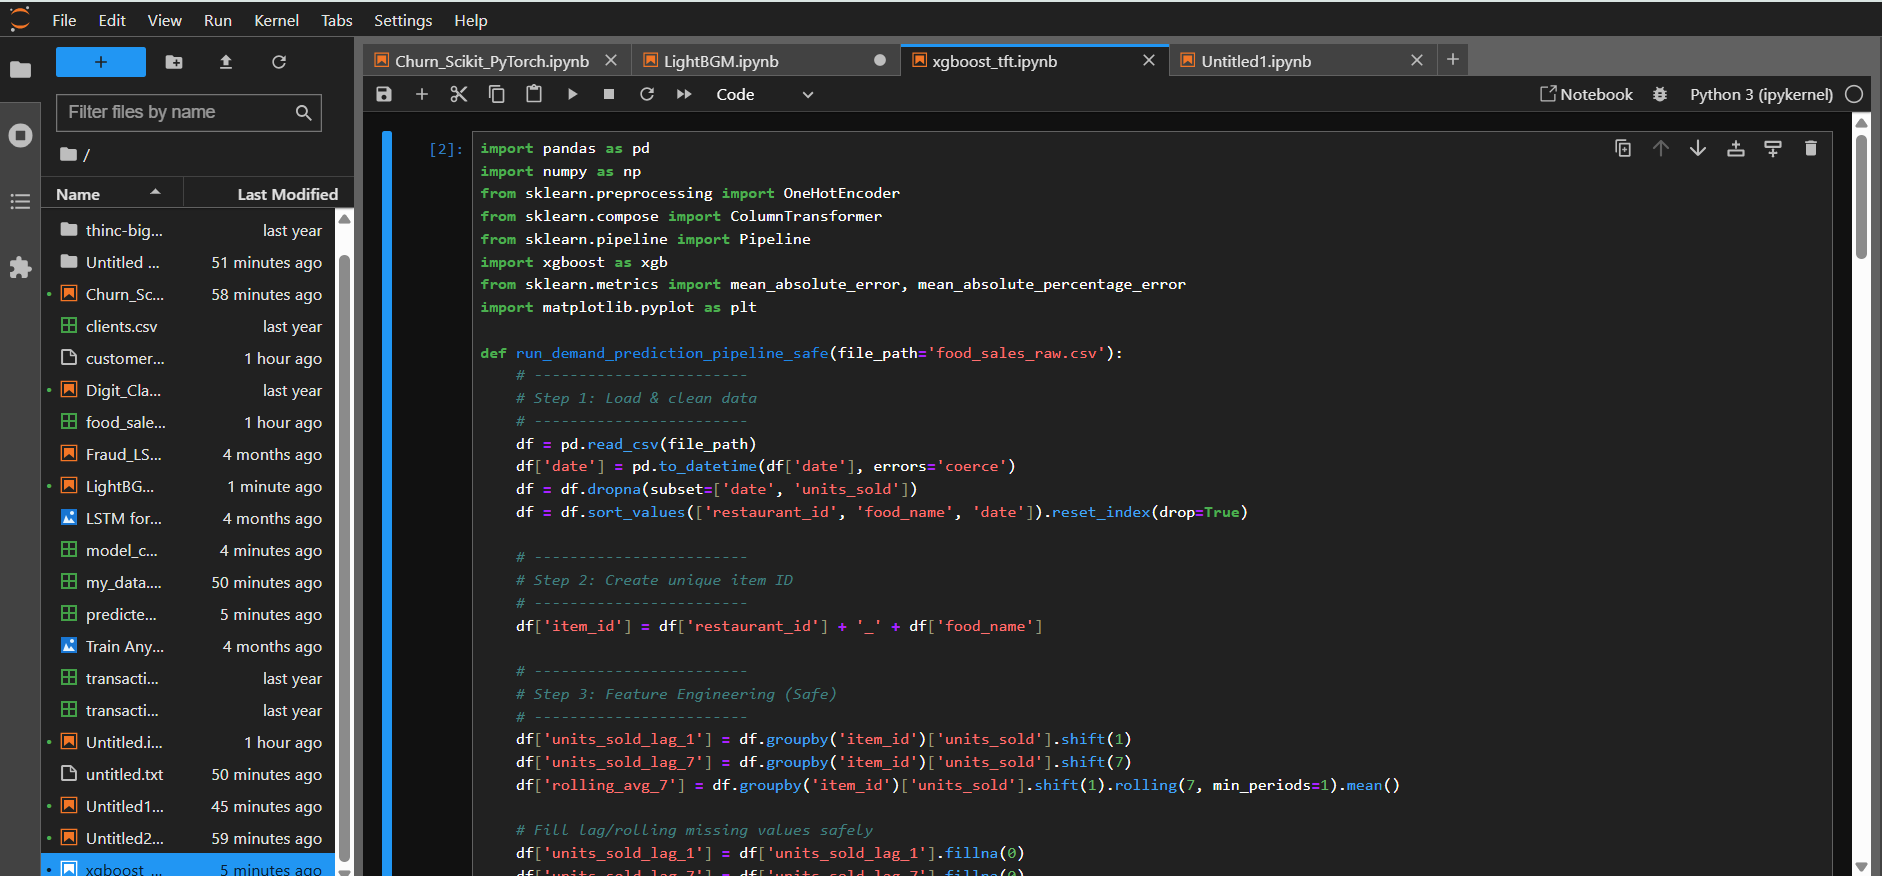 File Edit View Run Kernel Tabs Settings Help
+
Filter files by name
/
Name Last Modified
thinc-big... last year
Untitled ... 51 minutes ago
Churn_Sc... 58 minutes ago
clients.csv last year
customer... 1 hour ago
Digit_Cla... last year
food_sale... 1 hour ago
Fraud_LS... 4 months ago
LightBG... 1 minute ago
LSTM for... 4 months ago
model_c... 4 minutes ago
my_data.... 50 minutes ago
predicte... 5 minutes ago
Train Any... 4 months ago
transacti... last year
transacti... last year
Untitled.i... 1 hour ago
untitled.txt 50 minutes ago
Untitled1... 45 minutes ago
Untitled2... 59 minutes ago
xgboost_... 5 minutes ago
Churn_Scikit_PyTorch.ipynb LightBGM.ipynb xgboost_tft.ipynb Untitled1.ipynb
Code Notebook Python 3 (ipykernel)
[2]:
import pandas as pd
import numpy as np
from sklearn.preprocessing import OneHotEncoder
from sklearn.compose import ColumnTransformer
from sklearn.pipeline import Pipeline
import xgboost as xgb
from sklearn.metrics import mean_absolute_error, mean_absolute_percentage_error
import matplotlib.pyplot as plt
def run_demand_prediction_pipeline_safe(file_path='food_sales_raw.csv'):
# ------------------------
# Step 1: Load & clean data
# ------------------------
df = pd.read_csv(file_path)
df['date'] = pd.to_datetime(df['date'], errors='coerce')
df = df.dropna(subset=['date', 'units_sold'])
df = df.sort_values(['restaurant_id', 'food_name', 'date']).reset_index(drop=True)
# ------------------------
# Step 2: Create unique item ID
# ------------------------
df['item_id'] = df['restaurant_id'] + '_' + df['food_name']
# ------------------------
# Step 3: Feature Engineering (Safe)
# ------------------------
df['units_sold_lag_1'] = df.groupby('item_id')['units_sold'].shift(1)
df['units_sold_lag_7'] = df.groupby('item_id')['units_sold'].shift(7)
df['rolling_avg_7'] = df.groupby('item_id')['units_sold'].shift(1).rolling(7, min_periods=1).mean()
# Fill lag/rolling missing values safely
df['units_sold_lag_1'] = df['units_sold_lag_1'].fillna(0)
df['units_sold_lag_7'] = df['units_sold_lag_7'].fillna(0)